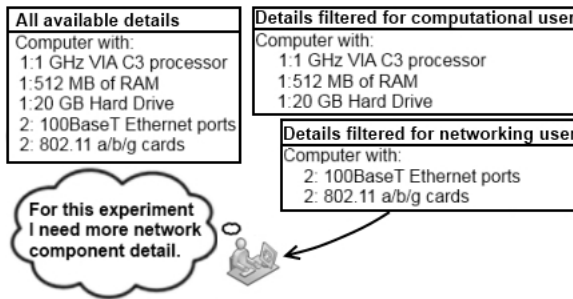 All available details
Computer with:
1:1 GHz VIA C3 processor
1:512 MB of RAM
1:20 GB Hard Drive
2: 100BaseT Ethernet ports
2: 802.11 a/b/g cards
Details filtered for computational user
Computer with:
1:1 GHz VIA C3 processor
1:512 MB of RAM
1:20 GB Hard Drive
Details filtered for networking user
Computer with:
2: 100BaseT Ethernet ports
2: 802.11 a/b/g cards
For this experiment
I need more network
component detail.